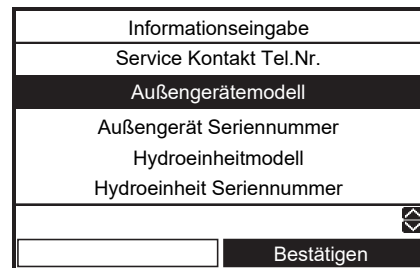 Informationseingabe
Service Kontakt Tel.Nr.
Außengerätemodell
Außengerät Seriennummer
Hydroeinheitmodell
Hydroeinheit Seriennummer
Bestätigen